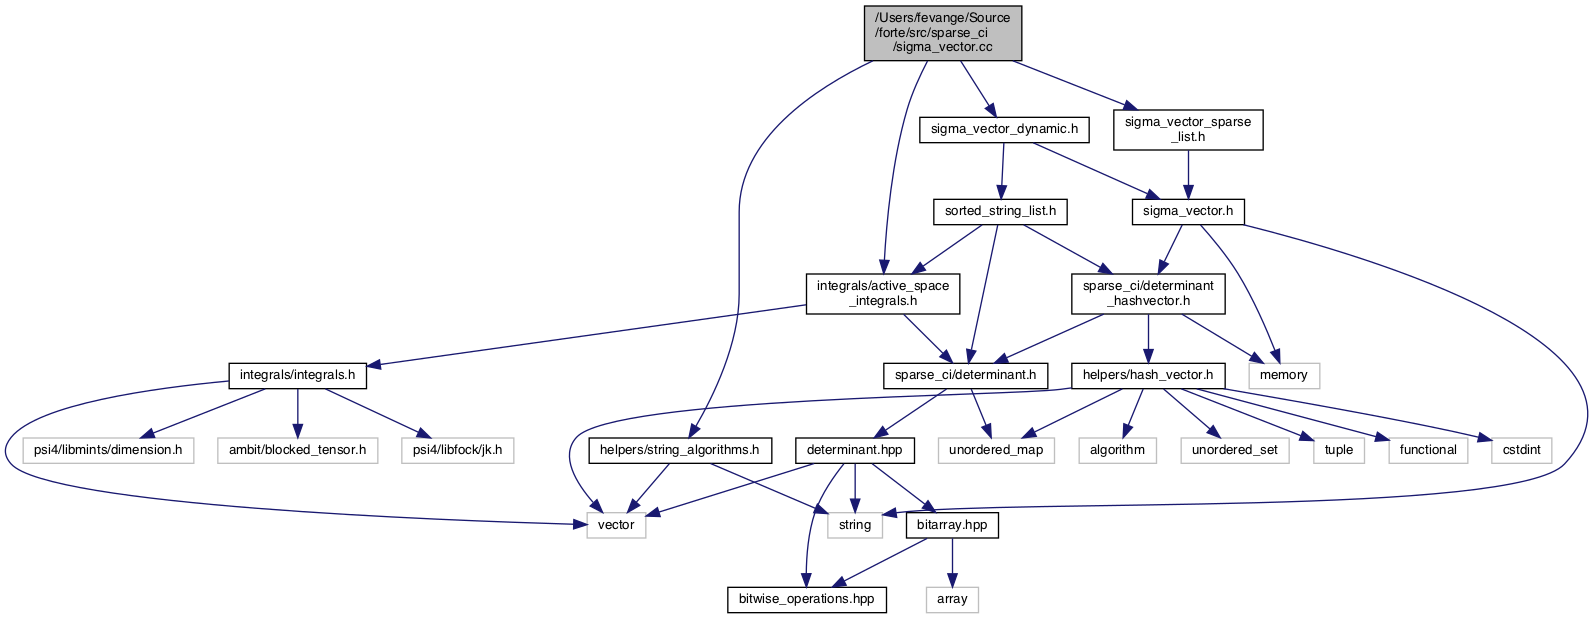 /Users/fevange/Source
/forte/src/sparse_ci
/sigma_vector.cc
sigma_vector_dynamic.h
sigma_vector_sparse
_list.h
sorted_string_list.h
sigma_vector.h
integrals/active_space
_integrals.h
sparse_ci/determinant
_hashvector.h
integrals/integrals.h
sparse_ci/determinant.h
helpers/hash_vector.h
memory
psi4/libmints/dimension.h
ambit/blocked_tensor.h
psi4/libfock/jk.h
helpers/string_algorithms.h
determinant.hpp
unordered_map
algorithm
unordered_set
tuple
functional
cstdint
vector
string
bitarray.hpp
bitwise_operations.hpp
array